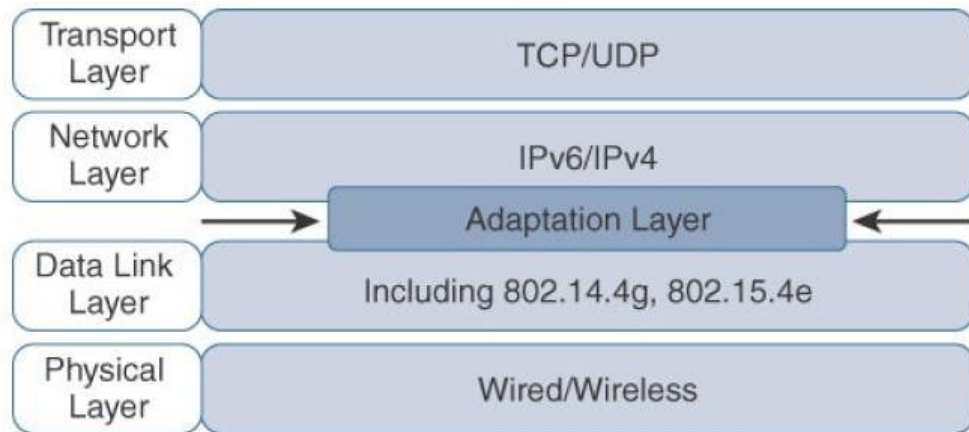 Transport
Layer
TCP/UDP
Network
Layer
IPv6/IPv4
Adaptation Layer
Data Link
Layer
Including 802.14.4g, 802.15.4e
Physical
Layer
Wired/Wireless